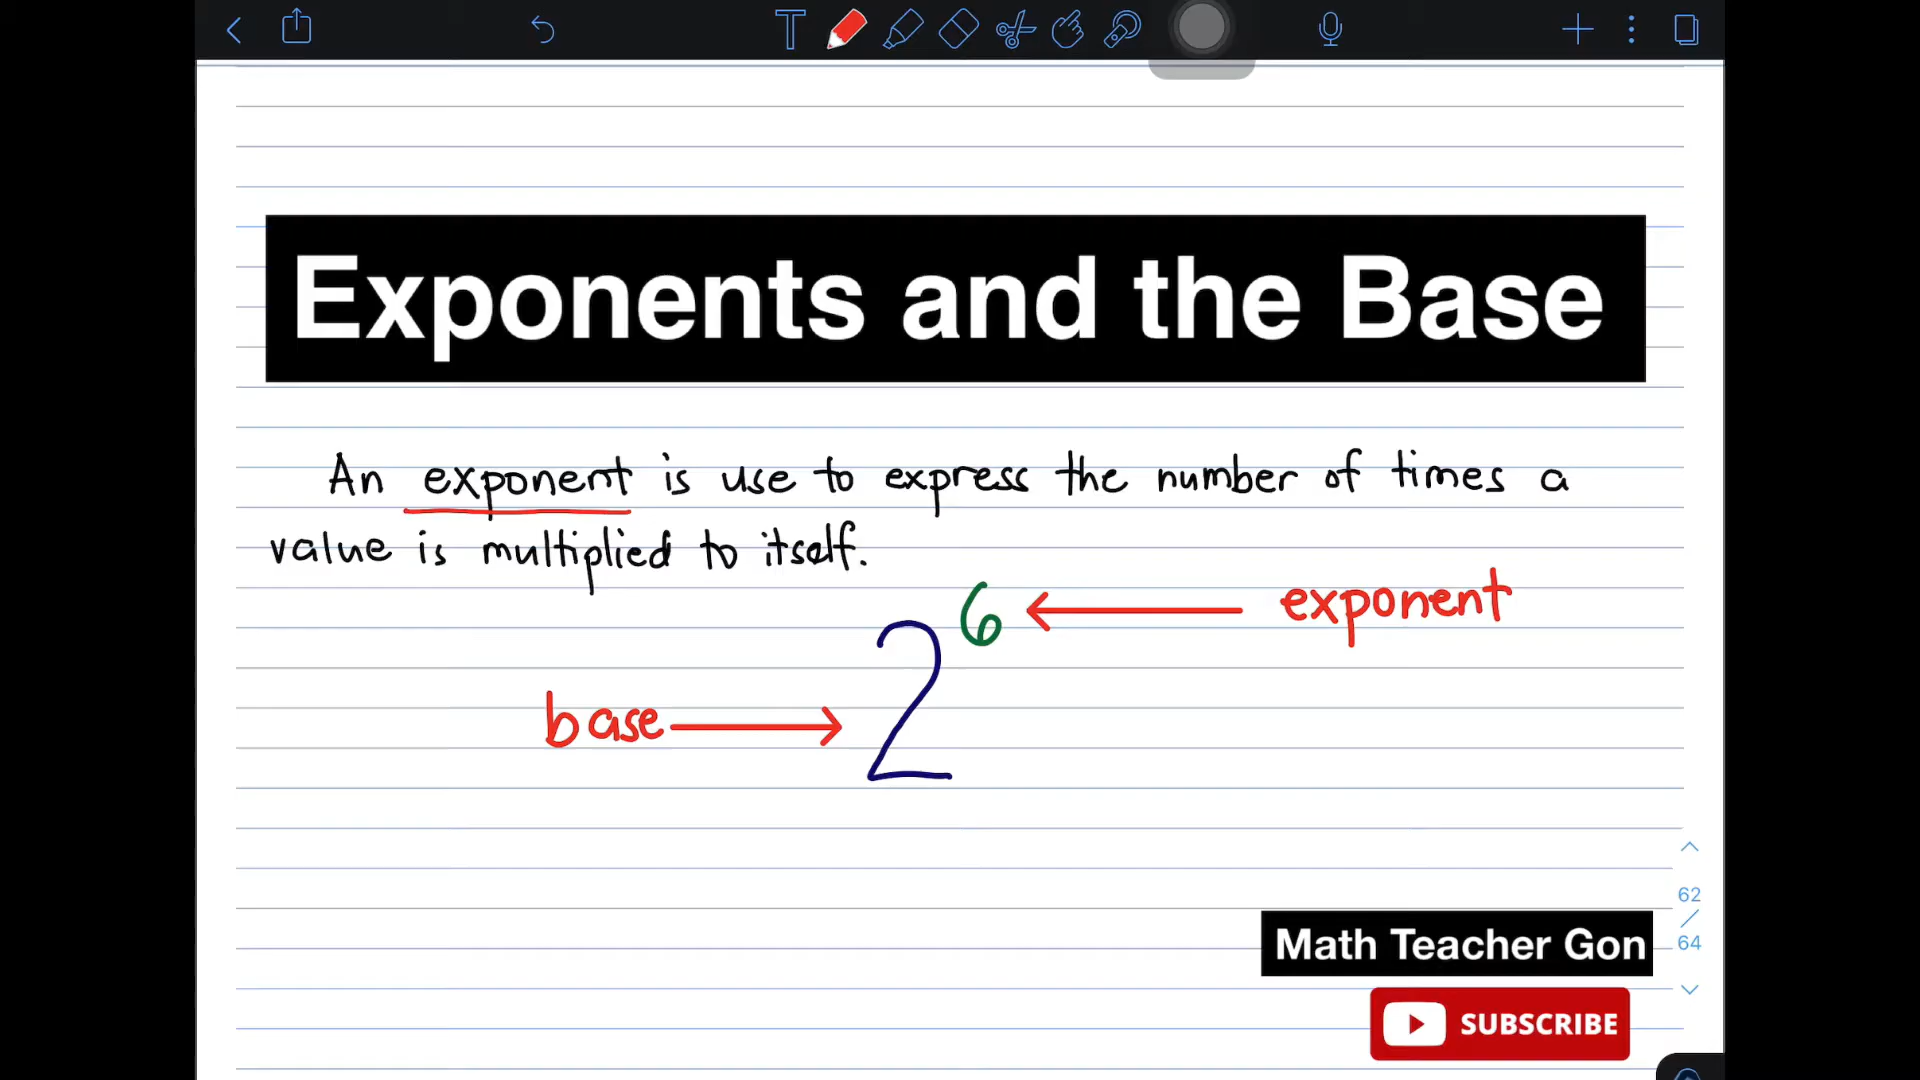 Exponents and the Base
An exponent is use to express the number of times a
value is multiplied to itself.
6 ← exponent
base → 2
62
/
64
Math Teacher Gon
SUBSCRIBE